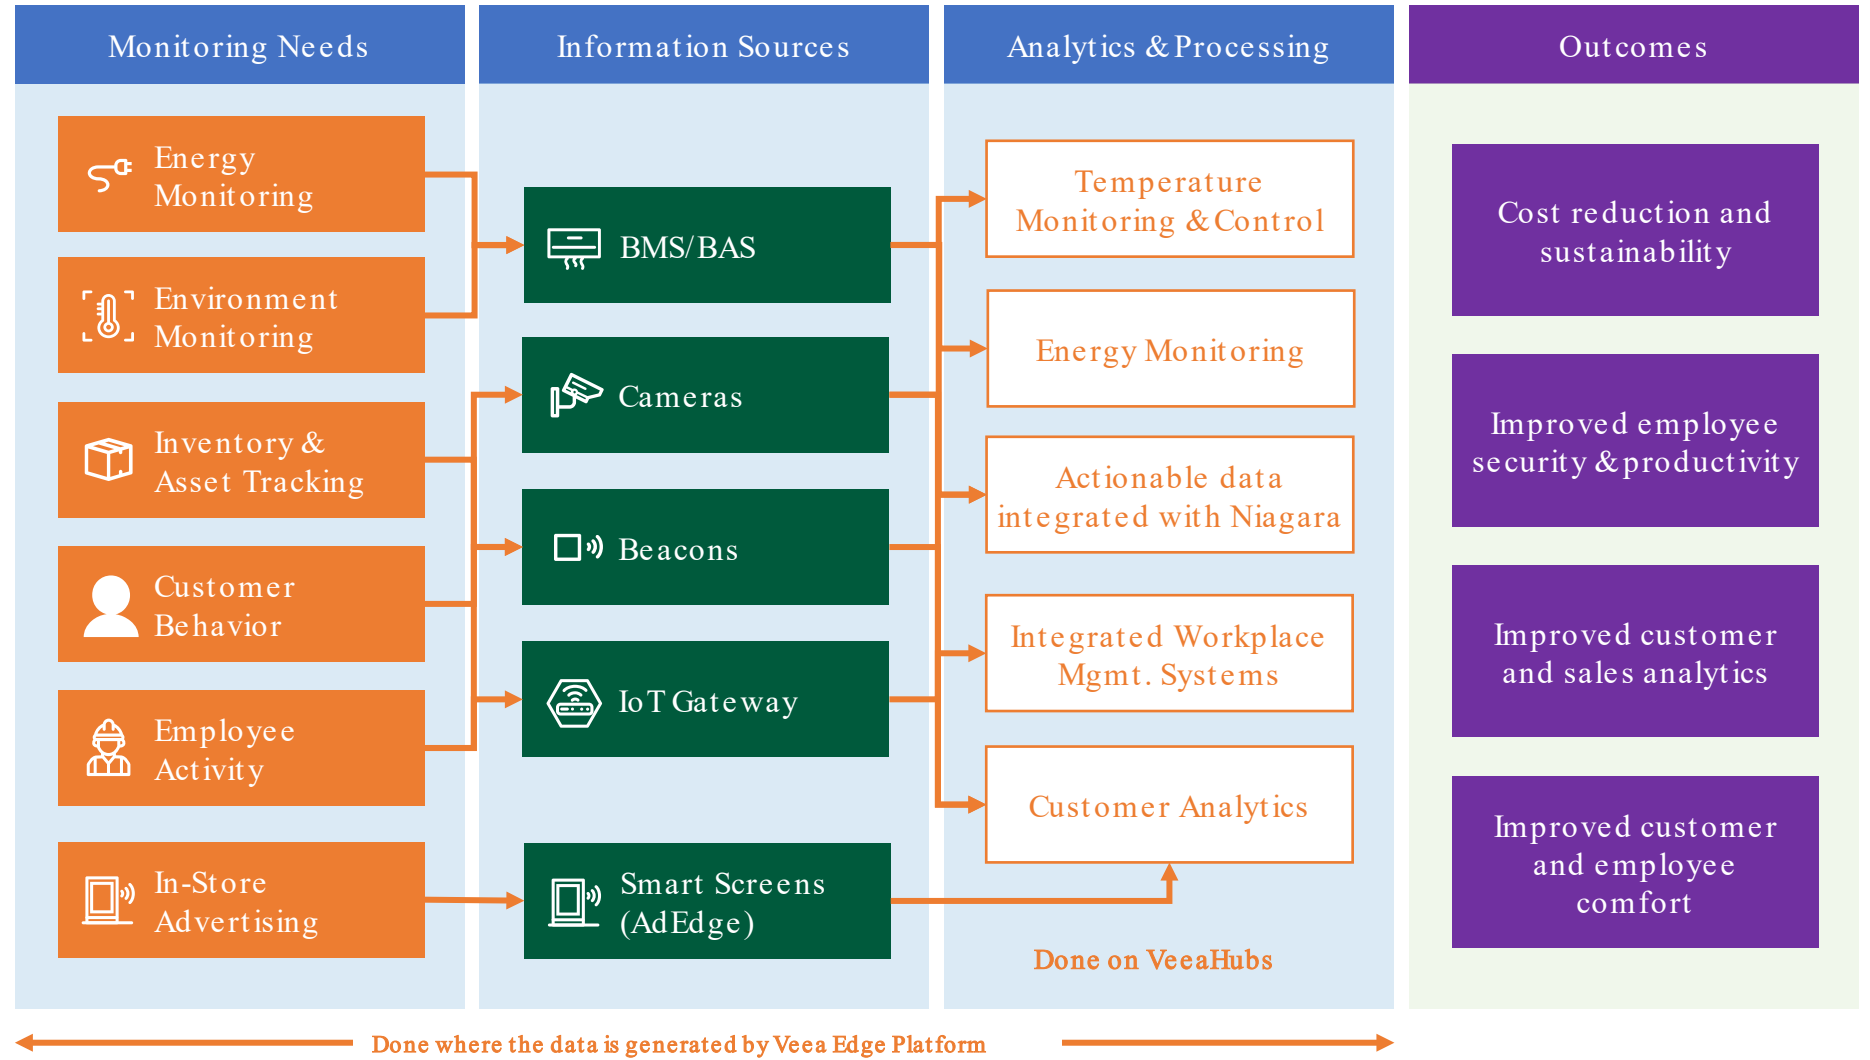 Monitoring Needs
Energy
Monitoring
Environment
Monitoring
Inventory &
Asset Tracking
Customer
Behavior
Employee
Activity
In-Store
Advertising
Information Sources
BMS/BAS
Cameras
Beacons
IoT Gateway
Smart Screens
(AdEdge)
Analytics & Processing
Temperature
Monitoring & Control
Energy Monitoring
Actionable data
integrated with Niagara
Integrated Workplace
Mgmt. Systems
Customer Analytics
Done on VeeaHubs
Outcomes
Cost reduction and
sustainability
Improved employee
security & productivity
Improved customer
and sales analytics
Improved customer
and employee
comfort
Done where the data is generated by Veea Edge Platform